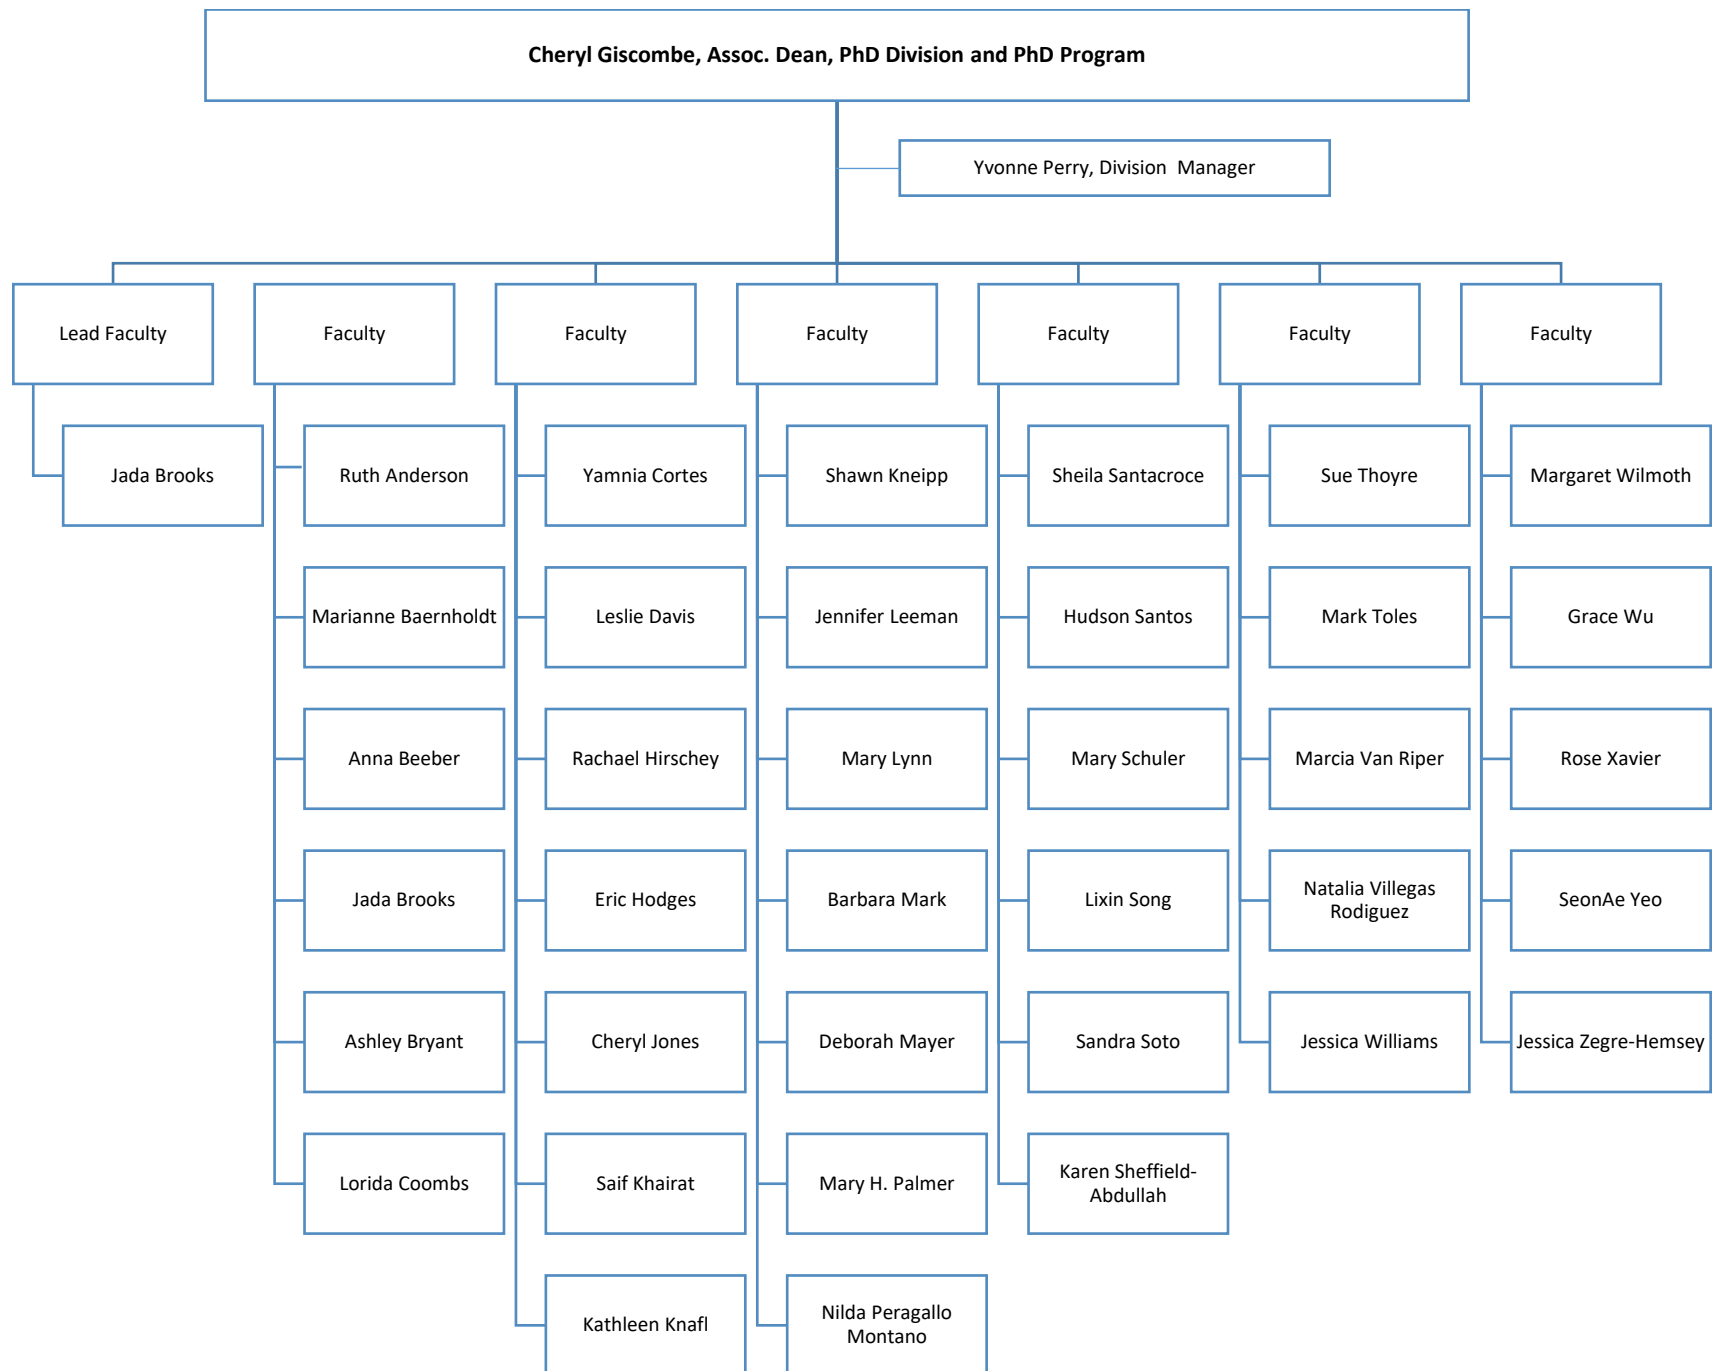 Cheryl Giscombe, Assoc. Dean, PhD Division and PhD Program
Yvonne Perry, Division  Manager
Lead Faculty
Faculty
Faculty
Faculty
Faculty
Faculty
Faculty
Jada Brooks
Ruth Anderson
Marianne Baernholdt
Anna Beeber
Jada Brooks
Ashley Bryant
Lorida Coombs
Yamnia Cortes
Leslie Davis
Rachael Hirschey
Eric Hodges
Cheryl Jones
Saif Khairat
Kathleen Knafl
Shawn Kneipp
Jennifer Leeman
Mary Lynn
Barbara Mark
Deborah Mayer
Mary H. Palmer
Nilda Peragallo
Montano
Sheila Santacroce
Hudson Santos
Mary Schuler
Lixin Song
Sandra Soto
Karen Sheffield-
Abdullah
Sue Thoyre
Mark Toles
Marcia Van Riper
Natalia Villegas
Rodiguez
Jessica Williams
Margaret Wilmoth
Grace Wu
Rose Xavier
SeonAe Yeo
Jessica Zegre-Hemsey